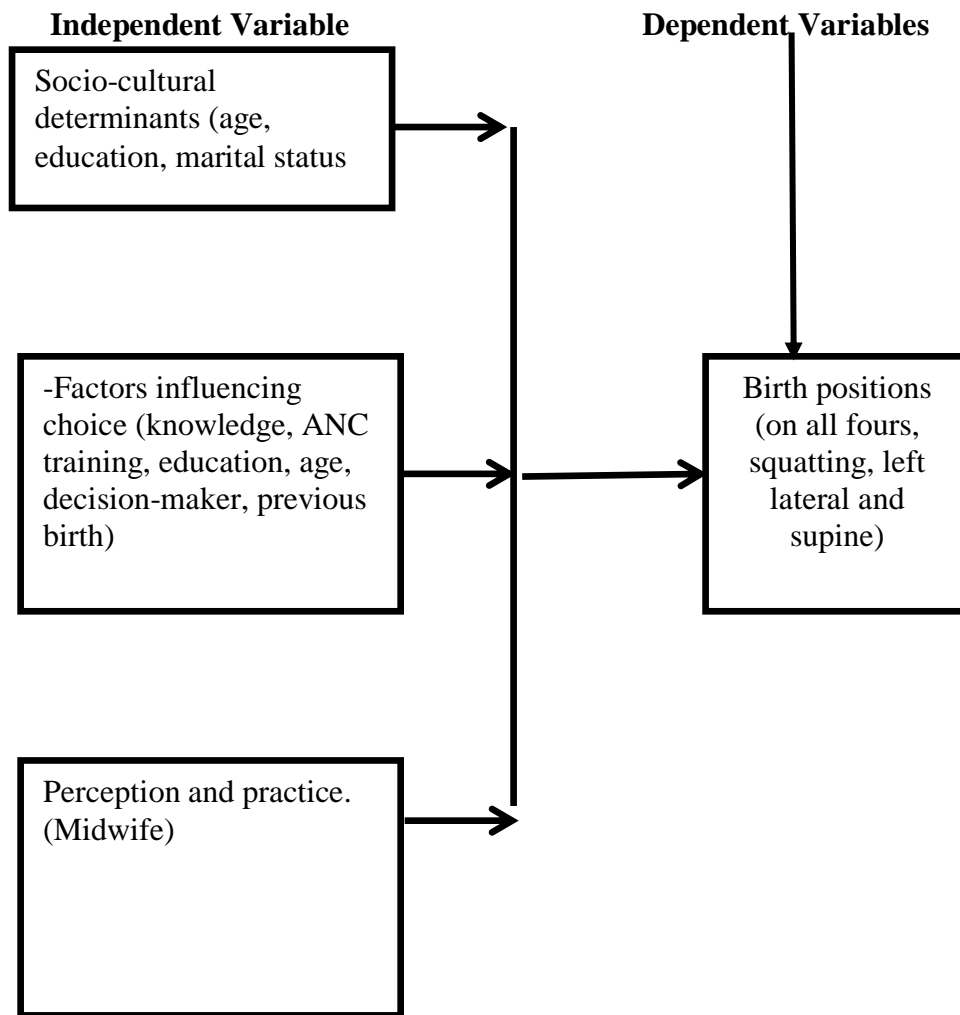 Independent Variable
Dependent Variables
Socio-cultural
determinants (age,
education, marital status
-Factors influencing
choice (knowledge, ANC
training, education, age,
decision-maker, previous
birth)
Birth positions
(on all fours,
squatting, left
lateral and
supine)
Perception and practice.
(Midwife)